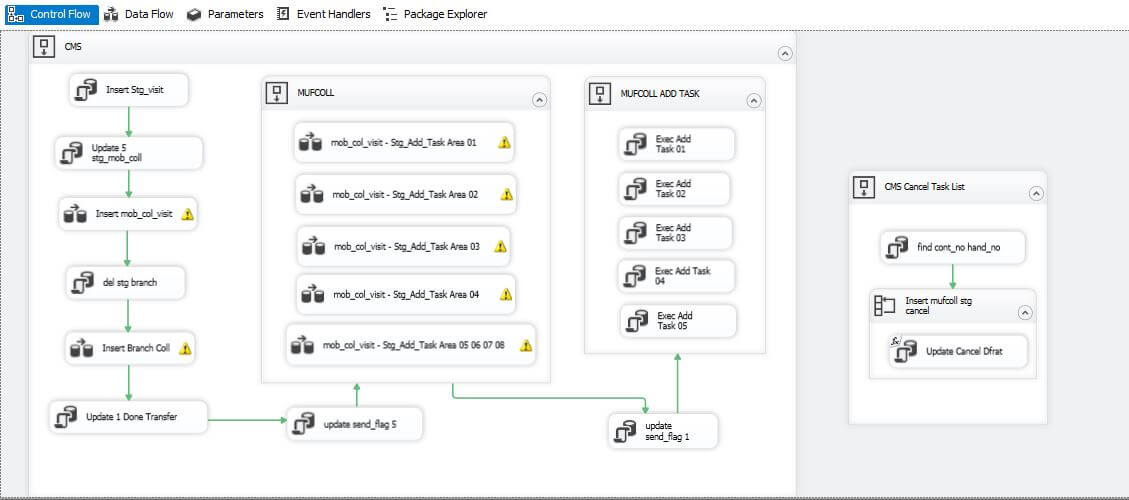 Control Flow
Data Flow
Parameters
Event Handlers
Package Explorer
CMS
Insert Stg_visit
Update 5
stg_mob_coll
Insert mob_col_visit
del stg branch
Insert Branch Coll
Update 1 Done Transfer
MUFCOLL
mob_col_visit - Stg_Add_Task Area 01
mob_col_visit - Stg_Add_Task Area 02
mob_col_visit - Stg_Add_Task Area 03
mob_col_visit - Stg_Add_Task Area 04
mob_col_visit - Stg_Add_Task Area 05 06 07 08
update send_flag 5
MUFCOLL ADD TASK
Exec Add
Task 01
Exec Add
Task 02
Exec Add
Task 03
Exec Add Task
04
Exec Add
Task 05
update
send_flag 1
CMS Cancel Task List
find cont_no hand_no
Insert mufcoll stg
cancel
fx
Update Cancel Dfrat